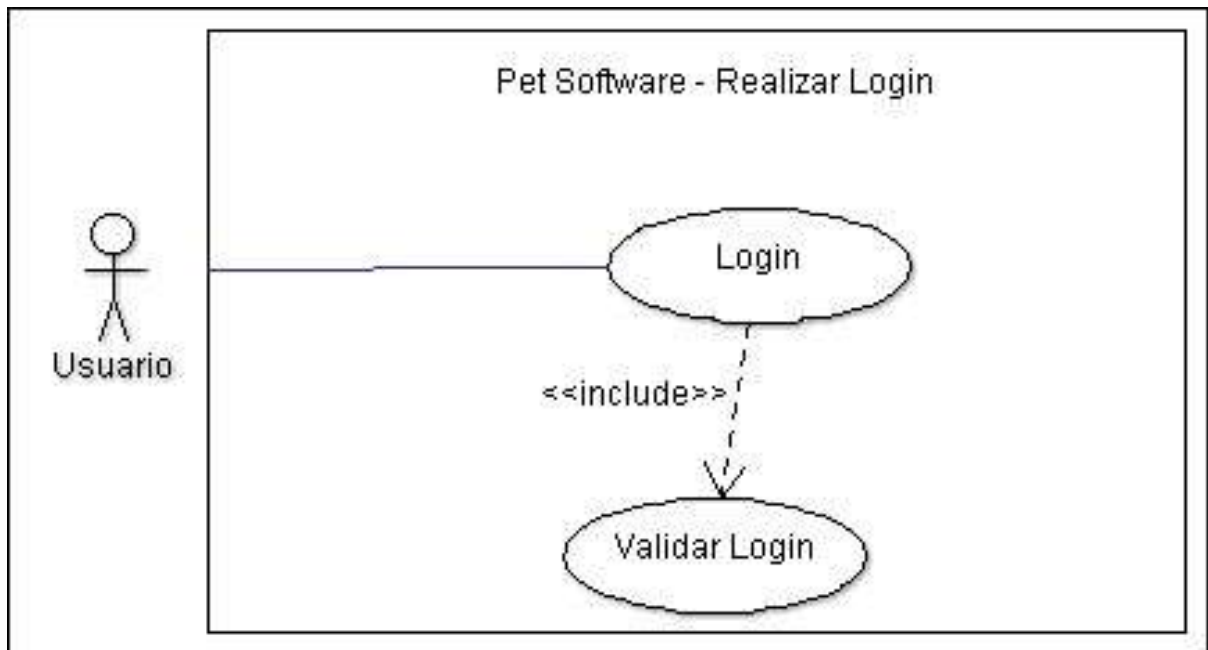 Pet Software - Realizar Login
Login
Usuario
<<include>>
Validar Login